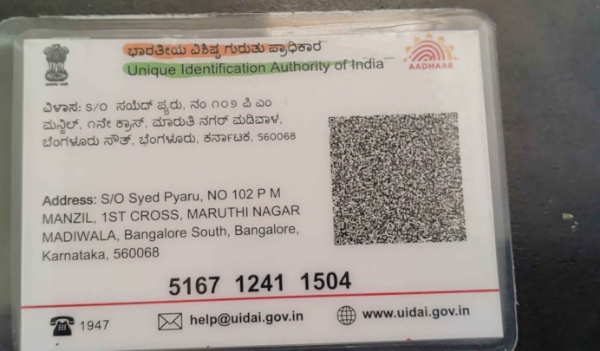 ಭಾರತೀಯ ವಿಶಿಷ್ಟ ಗುರುತು ಪ್ರಾಧಿಕಾರ
Unique Identification Authority of India
AADHAAR
ವಿಳಾಸ: S/O ಸಯೆದ್ ಪ್ಯರು, ನಂ ೧೦೨ ಪಿ ಎಂ
ಮನ್ಜಿಲ್, ೧ನೇ ಕ್ರಾಸ್, ಮಾರುತಿ ನಗರ್ ಮಡಿವಾಳ,
ಬೆಂಗಳೂರು ಸೌತ್, ಬೆಂಗಳೂರು, ಕರ್ನಾಟಕ, 560068
Address: S/O Syed Pyaru, NO 102 P M
MANZIL, 1ST CROSS, MARUTHI NAGAR
MADIWALA, Bangalore South, Bangalore,
Karnataka, 560068
5167 1241 1504
1947 help@uidai.gov.in www.uidai.gov.in